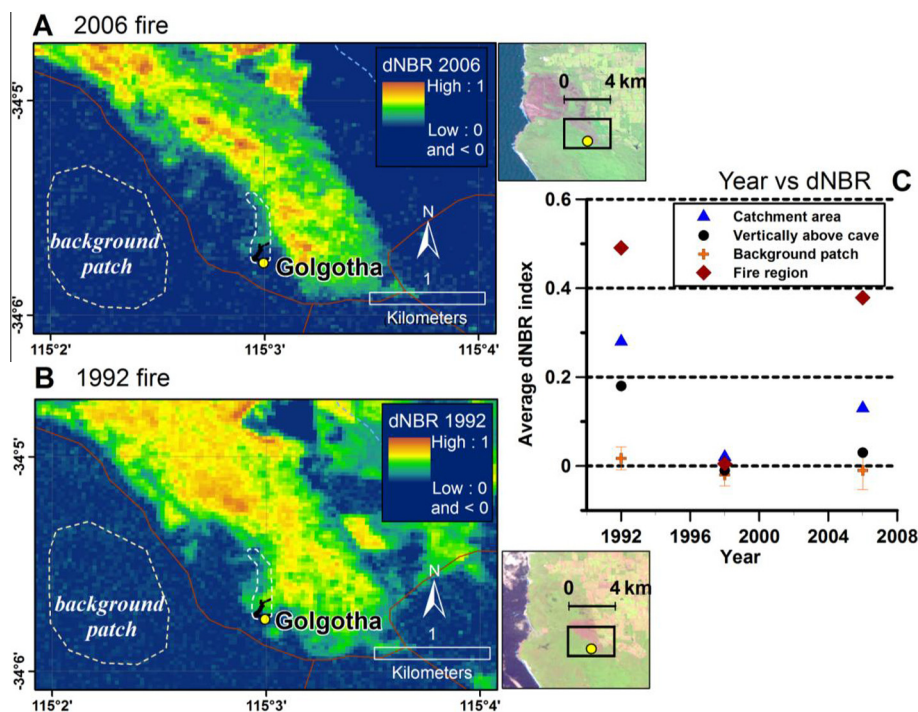 A 2006 fire
dNBR 2006
High : 1
Low : 0
and < 0
background
patch
Golgotha
N
1
Kilometers
-34°5'
-34°6'
115°2' 115°3' 115°4'
0 4 km
B 1992 fire
dNBR 1992
High : 1
Low : 0
and < 0
background
patch
Golgotha
N
1
Kilometers
-34°5'
-34°6'
115°2' 115°3' 115°4'
0 4 km
Year vs dNBR C
Catchment area
Vertically above cave
Background patch
Fire region
Average dNBR index
0.6
0.4
0.2
0
1992 1996 2000 2004 2008
Year